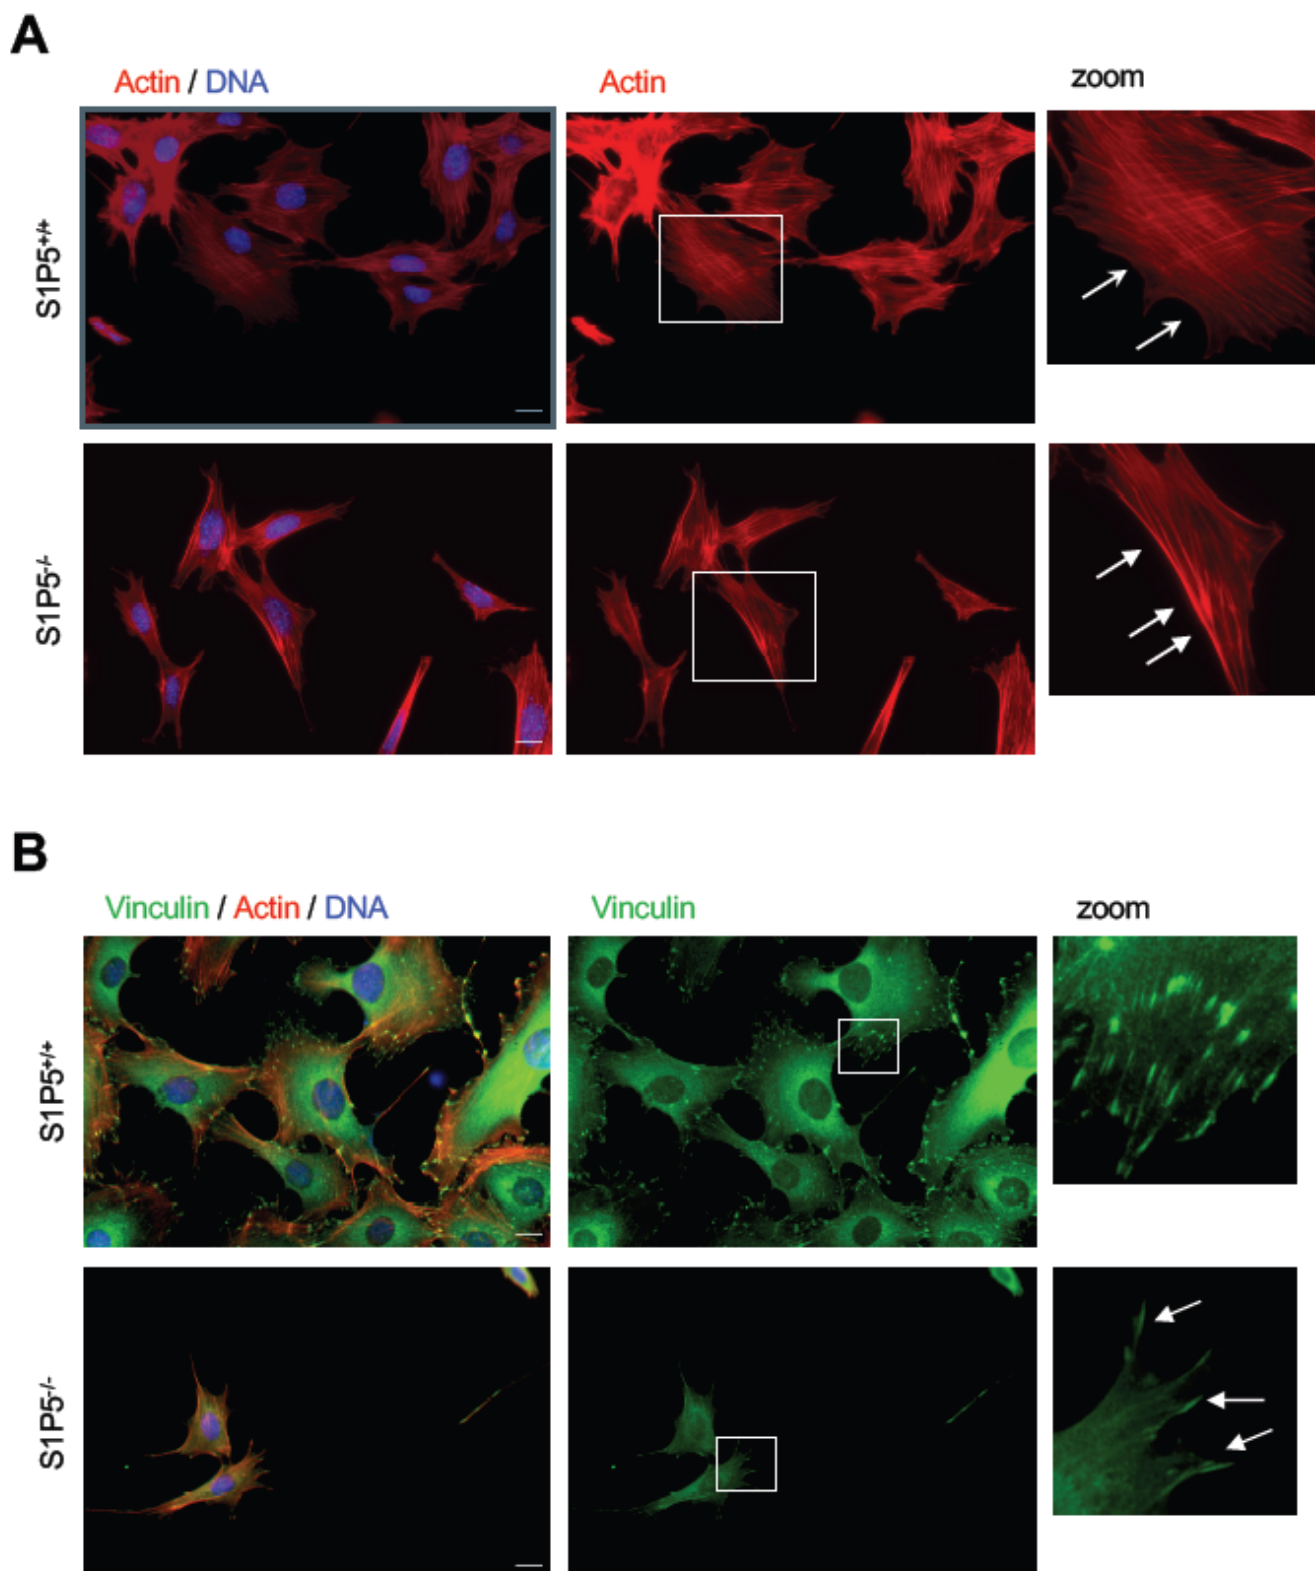 A
Actin / DNA
Actin
zoom
S1P5+/+
S1P5-/-
B
Vinculin / Actin / DNA
Vinculin
zoom
S1P5+/+
S1P5-/-